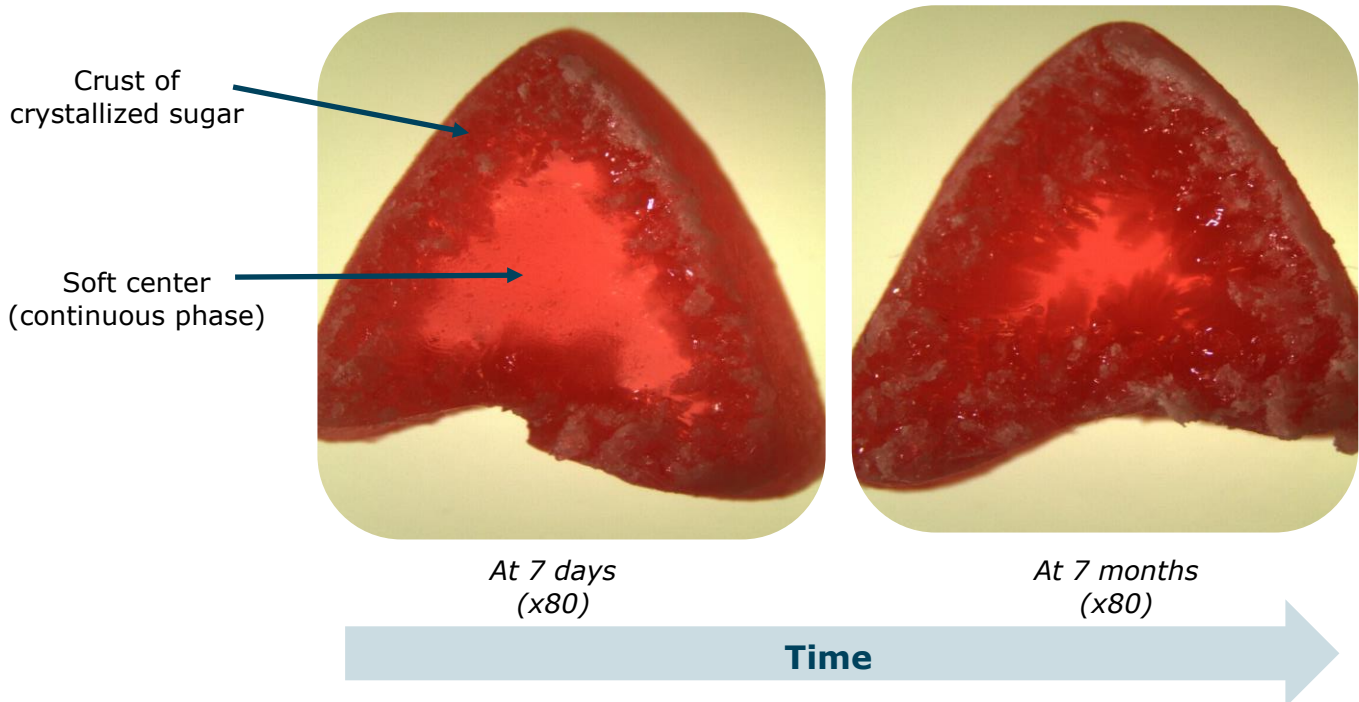 Crust of
crystallized sugar
Soft center
(continuous phase)
At 7 days
(x80)
At 7 months
(x80)
Time